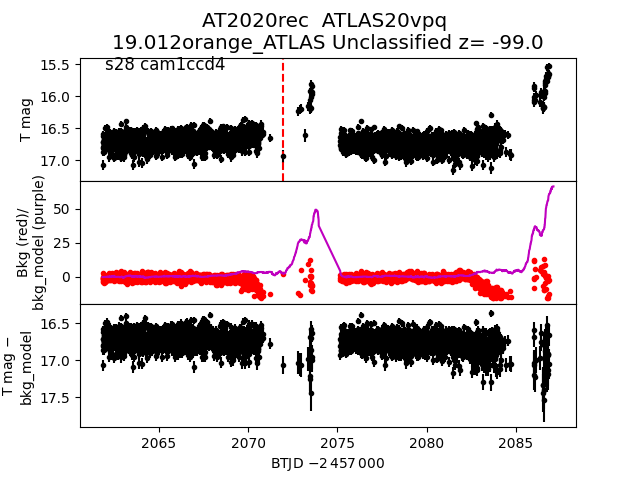 AT2020rec  ATLAS20vpq
19.012orange_ATLAS Unclassified z= -99.0
s28 cam1ccd4
T mag
15.5
16.0
16.5
17.0
Bkg (red)/
bkg_model (purple)
50
25
0
T mag −
bkg_model
16.5
17.0
17.5
2065
2070
2075
2080
2085
BTJD −2 457 000